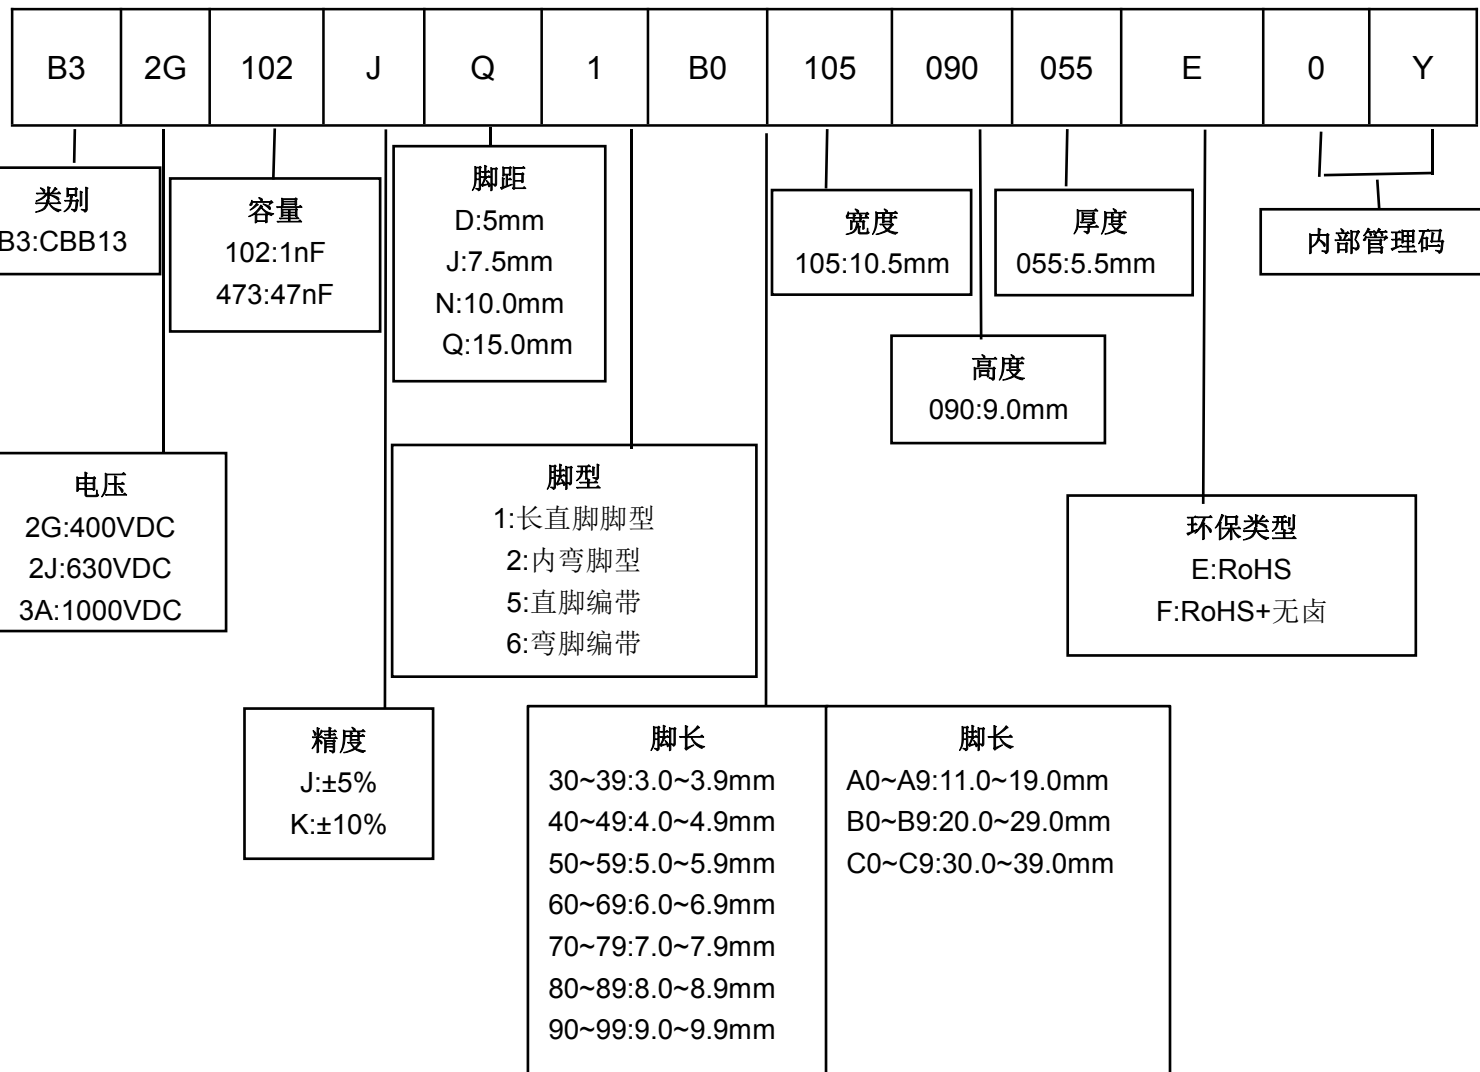 B3 2G 102 J Q 1 B0 105 090 055 E 0 Y
类别
B3:CBB13
容量
102:1nF
473:47nF
脚距
D:5mm
J:7.5mm
N:10.0mm
Q:15.0mm
宽度
105:10.5mm
厚度
055:5.5mm
内部管理码
高度
090:9.0mm
电压
2G:400VDC
2J:630VDC
3A:1000VDC
脚型
1:长直脚脚型
2:内弯脚型
5:直脚编带
6:弯脚编带
环保类型
E:RoHS
F:RoHS+无卤
精度
J:±5%
K:±10%
脚长
30~39:3.0~3.9mm
40~49:4.0~4.9mm
50~59:5.0~5.9mm
60~69:6.0~6.9mm
70~79:7.0~7.9mm
80~89:8.0~8.9mm
90~99:9.0~9.9mm
脚长
A0~A9:11.0~19.0mm
B0~B9:20.0~29.0mm
C0~C9:30.0~39.0mm